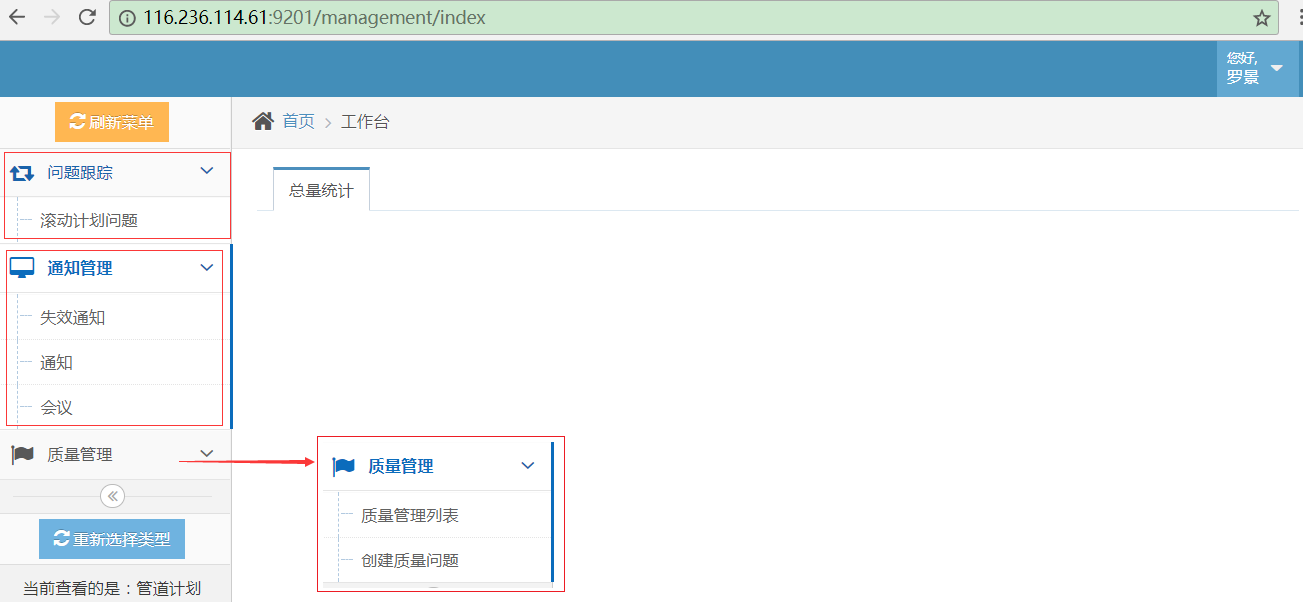 116.236.114.61:9201/management/index
您好,
罗景
刷新菜单
首页
工作台
问题跟踪
滚动计划问题
总量统计
通知管理
失效通知
通知
会议
质量管理
质量管理
质量管理列表
创建质量问题
重新选择类型
当前查看的是：管道计划